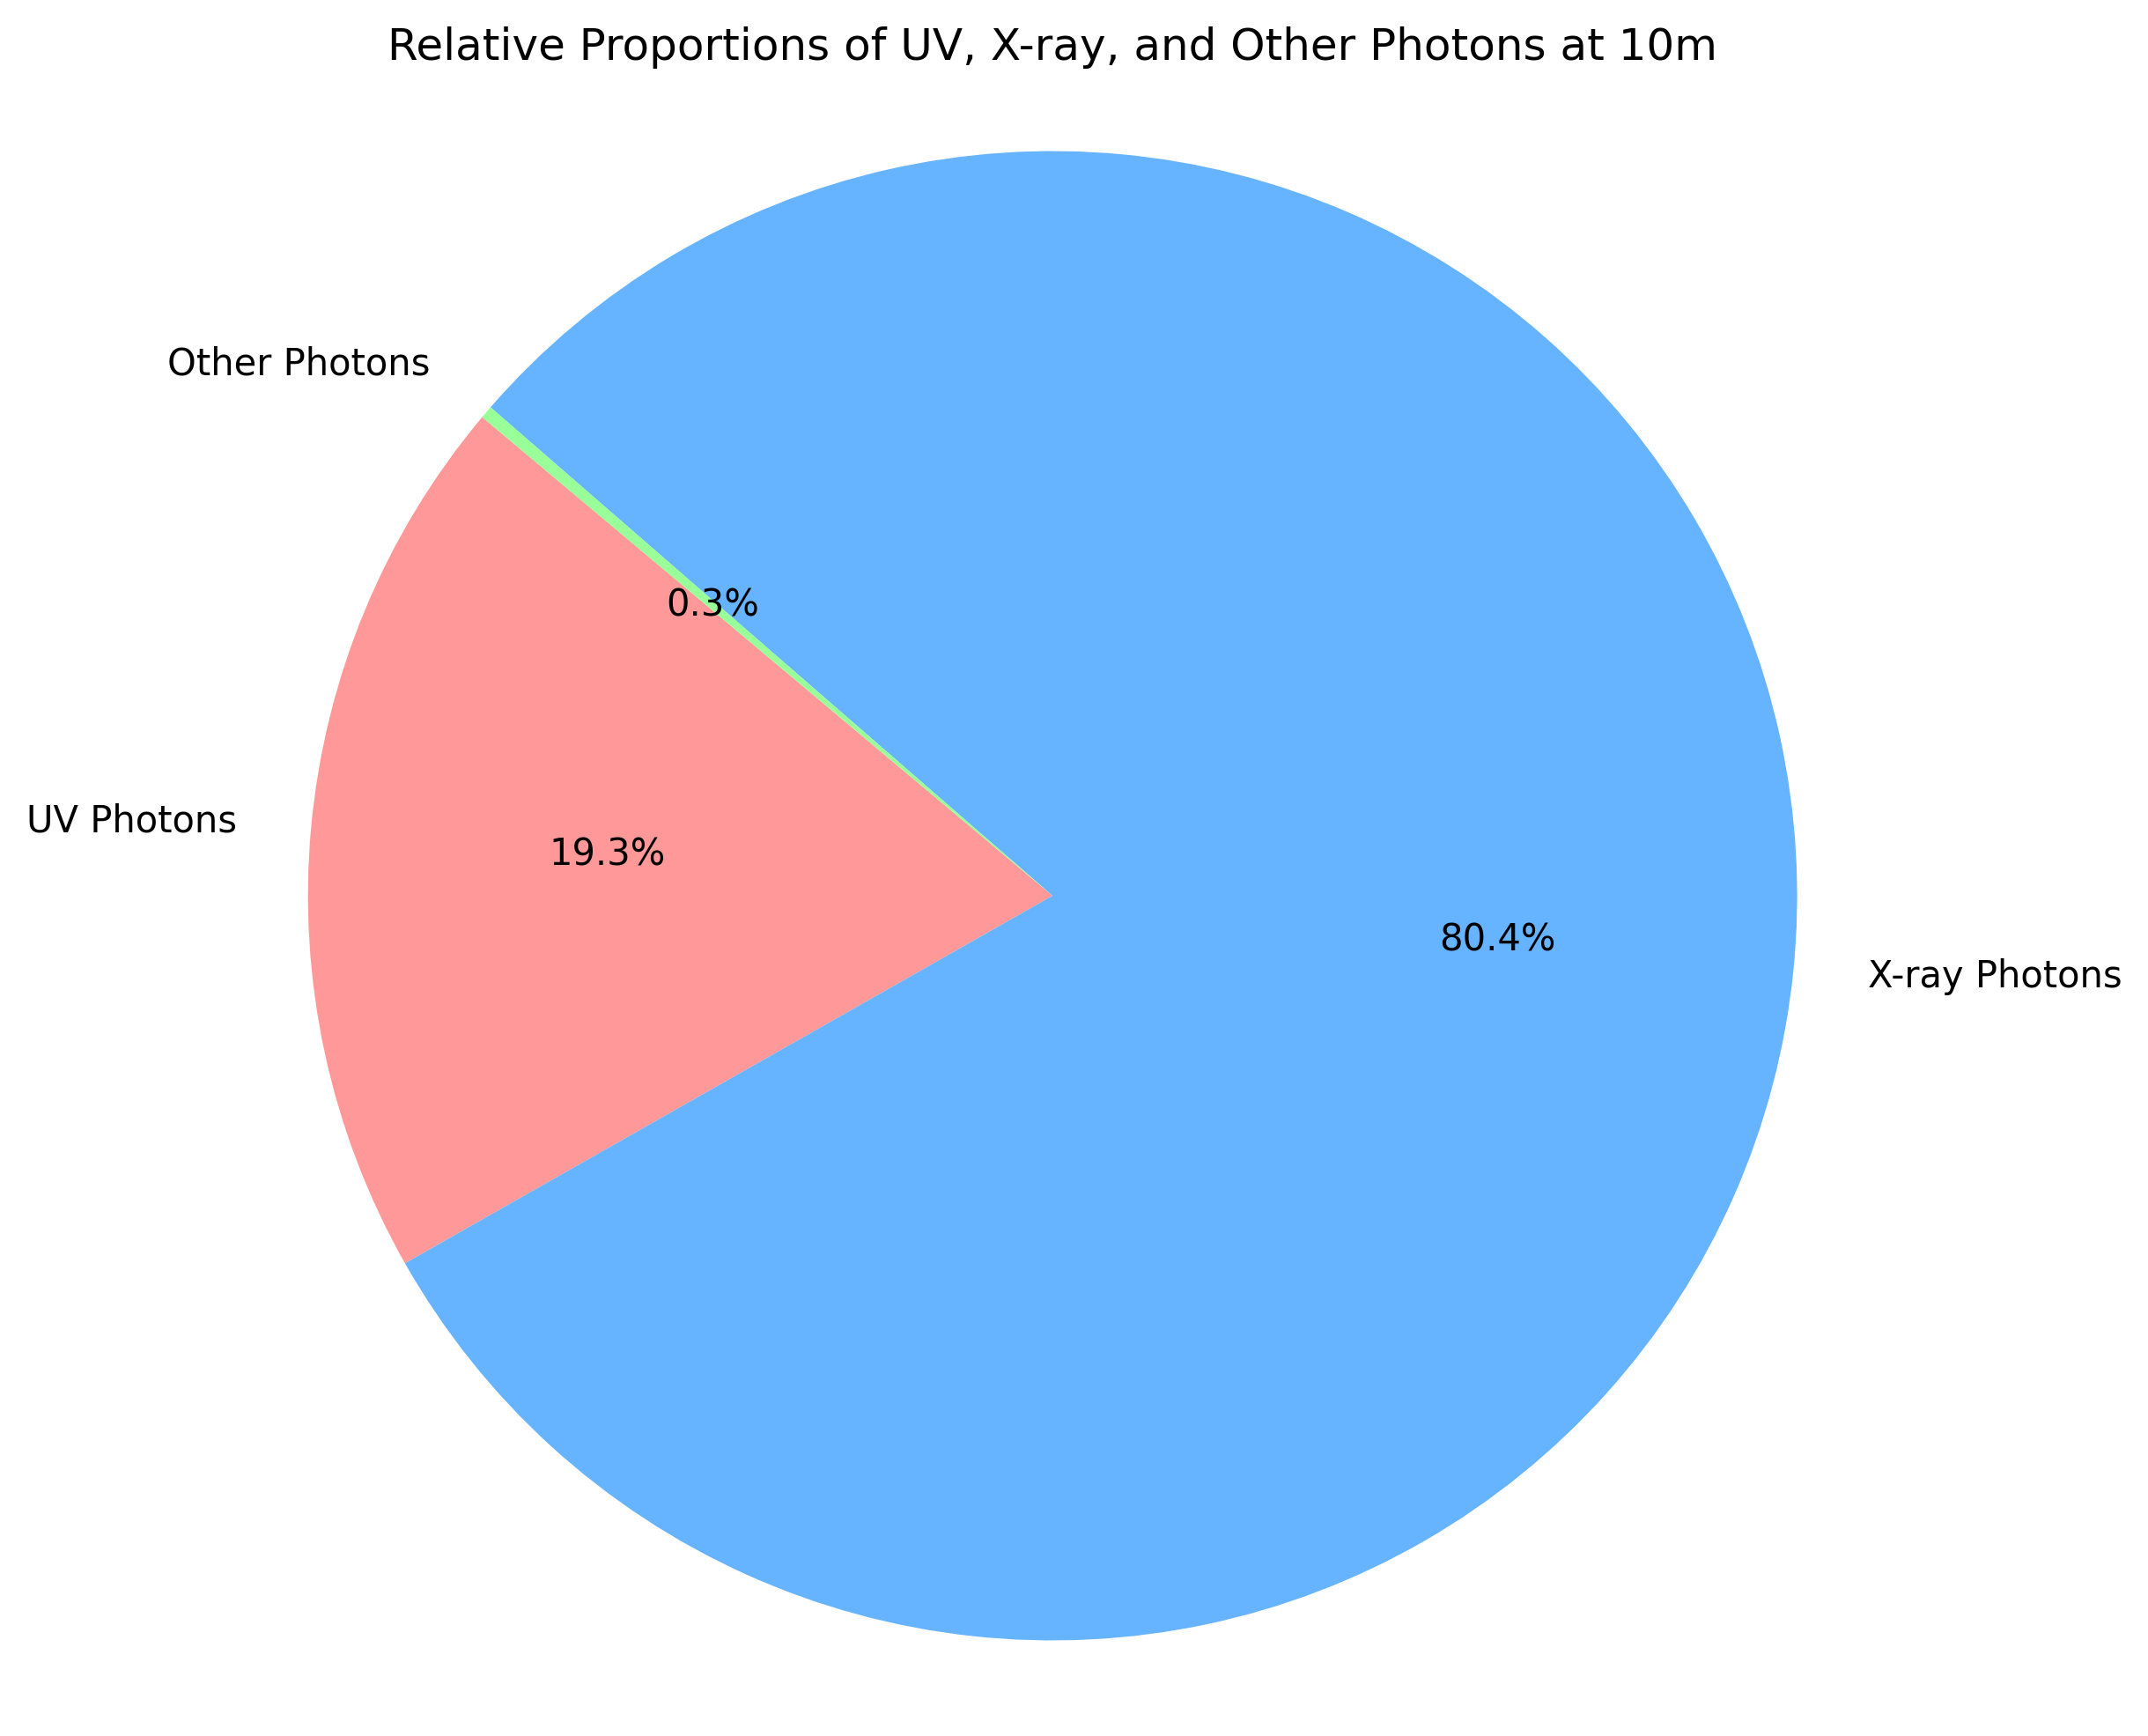 Relative Proportions of UV, X-ray, and Other Photons at 10m
Other Photons
0.3%
UV Photons
19.3%
80.4%
X-ray Photons